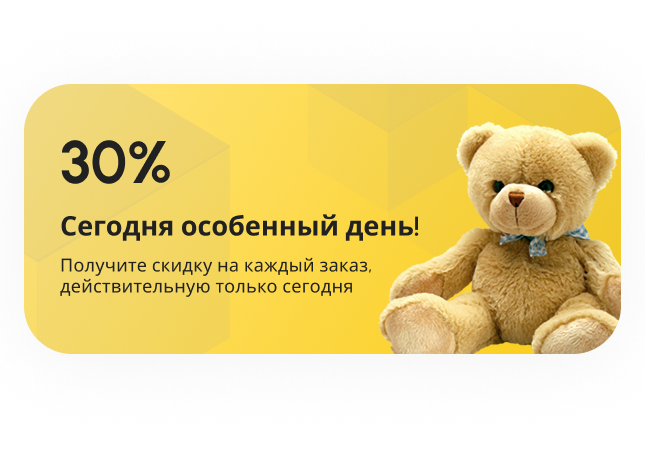 30%
Сегодня особенный день!
Получите скидку на каждый заказ,
действительную только сегодня